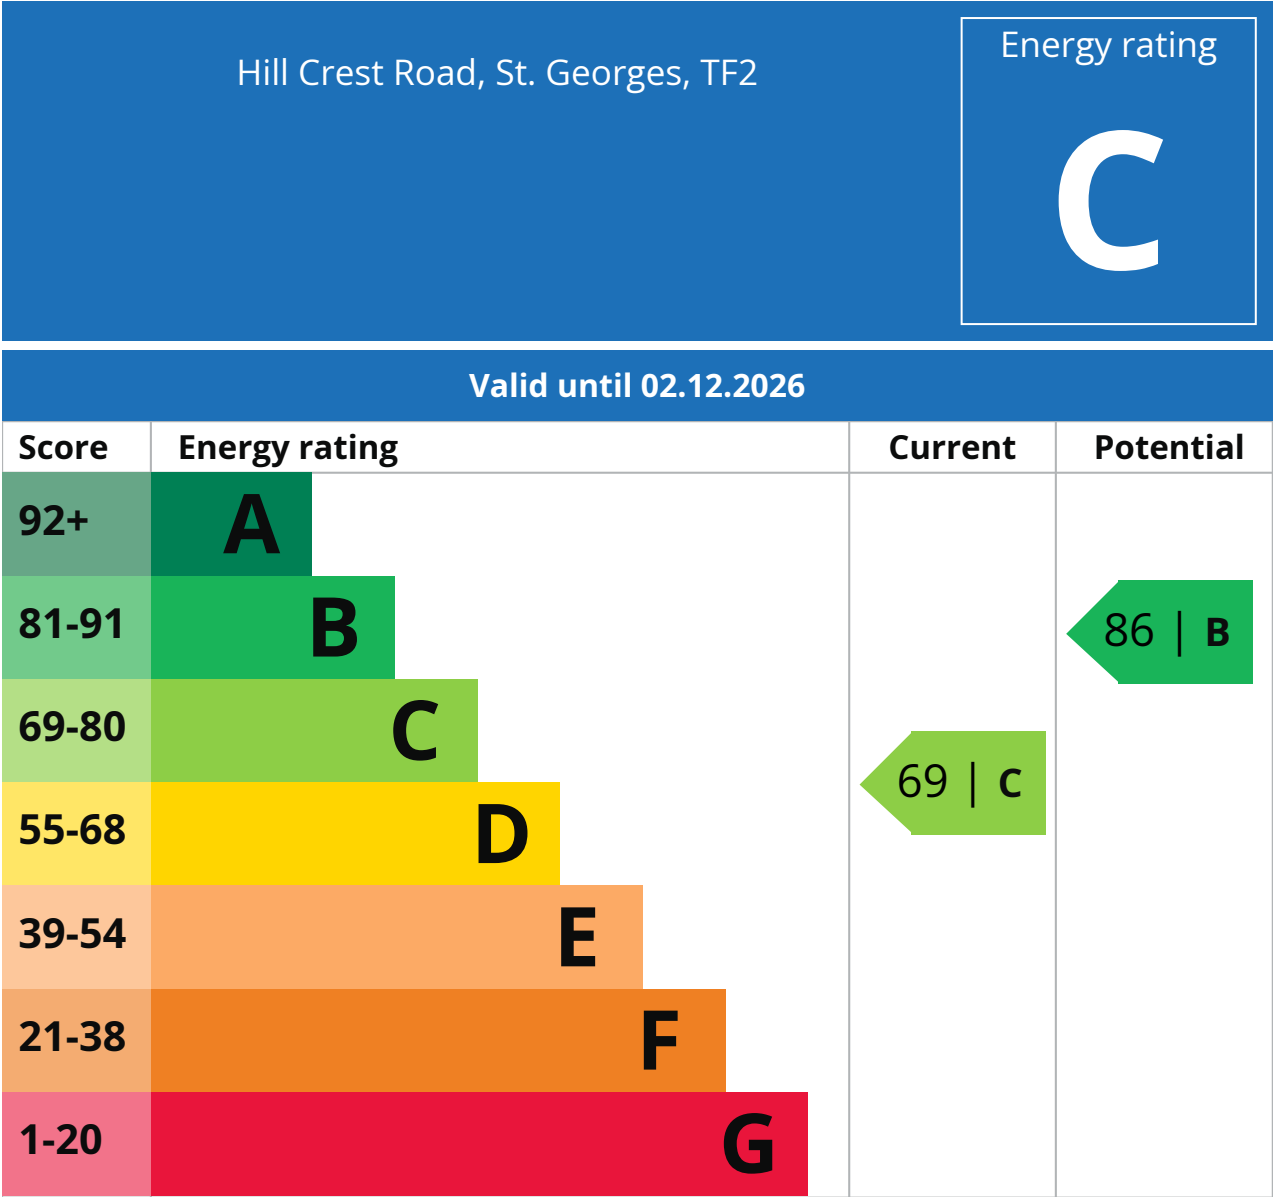 Hill Crest Road, St. Georges, TF2
Energy rating
C
Valid until 02.12.2026
Score Energy rating Current Potential
92+ A
81-91 B 86 | B
69-80 C 69 | C
55-68 D
39-54 E
21-38 F
1-20 G